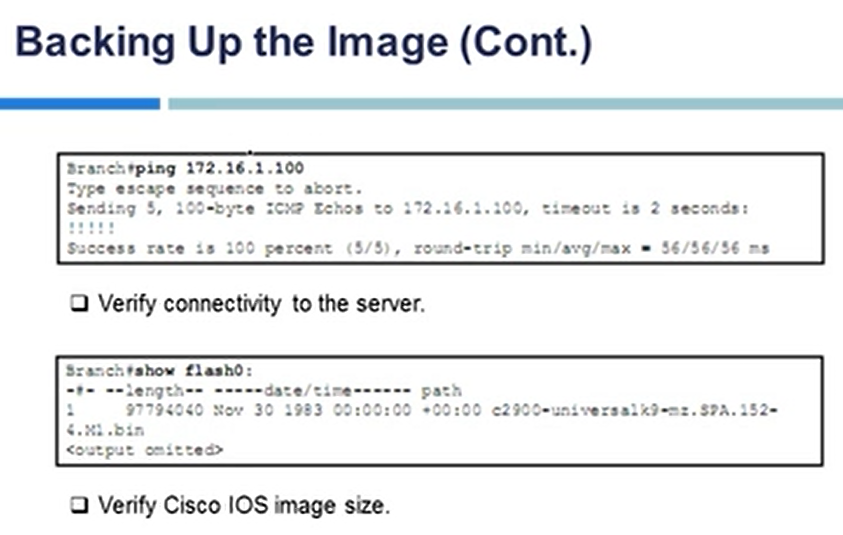 Backing Up the Image (Cont.)
Branch#ping 172.16.1.100
Type escape sequence to abort.
Sending 5, 100-byte ICMP Echos to 172.16.1.100, timeout is 2 seconds:
!!!!!
Success rate is 100 percent (5/5), round-trip min/avg/max = 56/56/56 ms
❑ Verify connectivity to the server.
Branch#show flash0:
-#- --length-- -----date/time------ path
1 97794040 Nov 30 1983 00:00:00 +00:00 c2900-universalk9-mz.SPA.152-
4.M1.bin
<output omitted>
❑ Verify Cisco IOS image size.